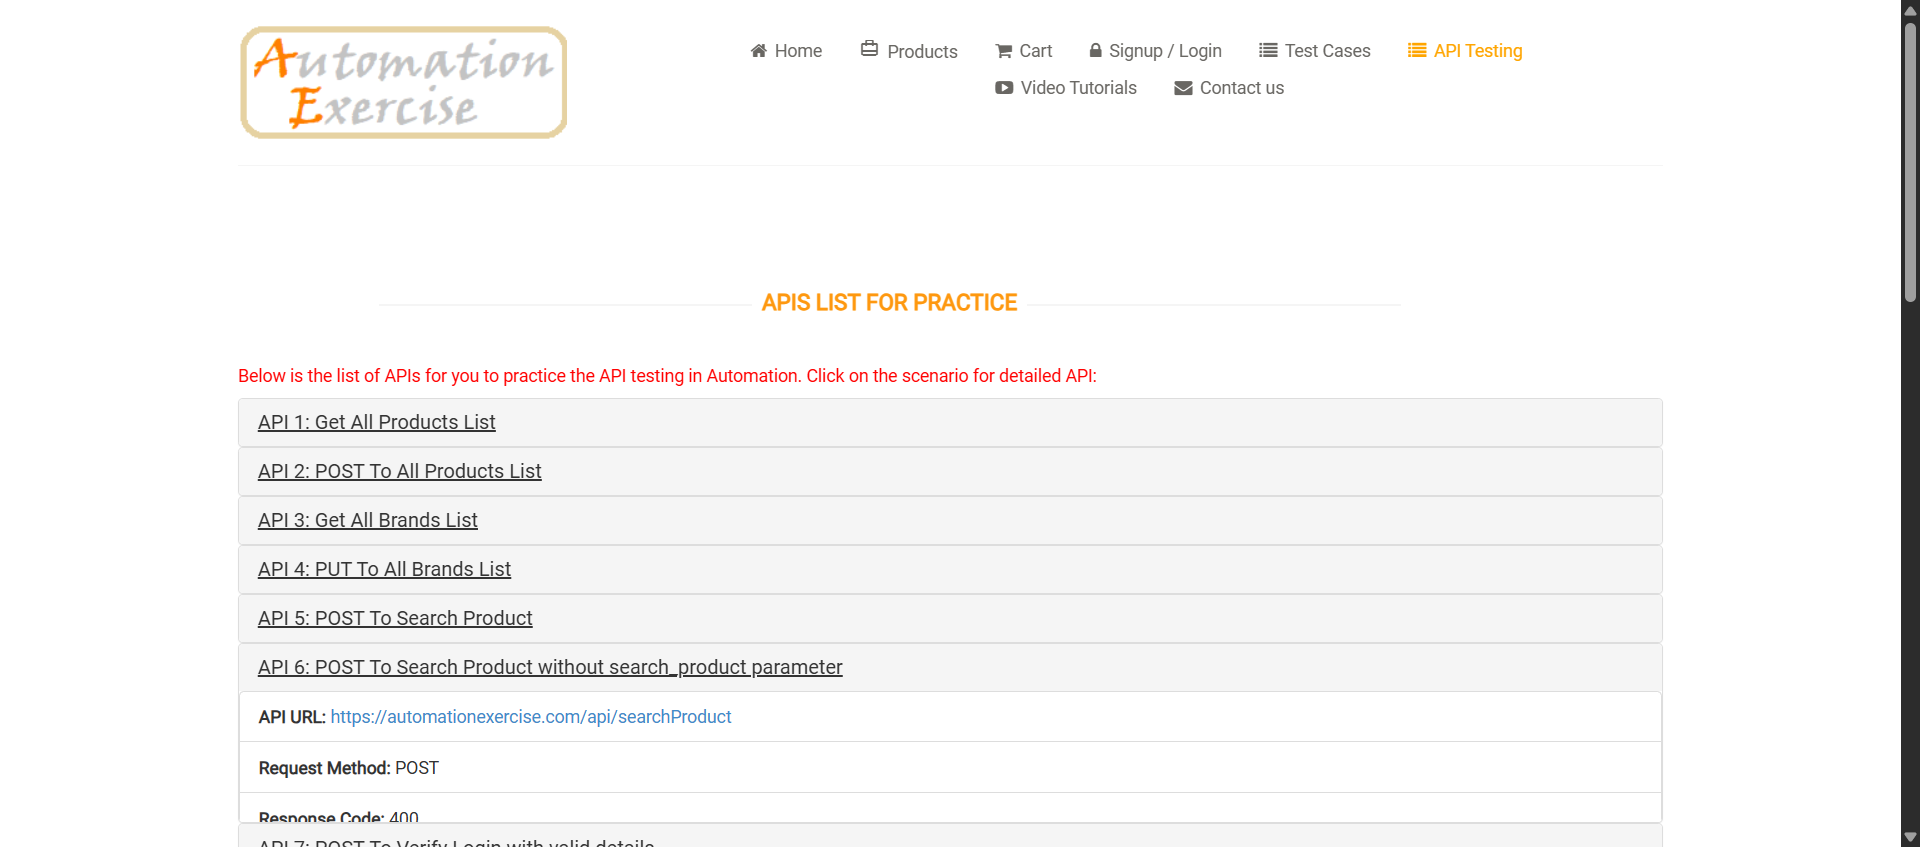 Automation
Exercise
Home
Products
Cart
Signup / Login
Test Cases
API Testing
Video Tutorials
Contact us
APIS LIST FOR PRACTICE
Below is the list of APIs for you to practice the API testing in Automation. Click on the scenario for detailed API:
API 1: Get All Products List
API 2: POST To All Products List
API 3: Get All Brands List
API 4: PUT To All Brands List
API 5: POST To Search Product
API 6: POST To Search Product without search_product parameter
API URL: https://automationexercise.com/api/searchProduct
Request Method: POST
Response Code: 400
API 7: POST To Verify Login with valid details